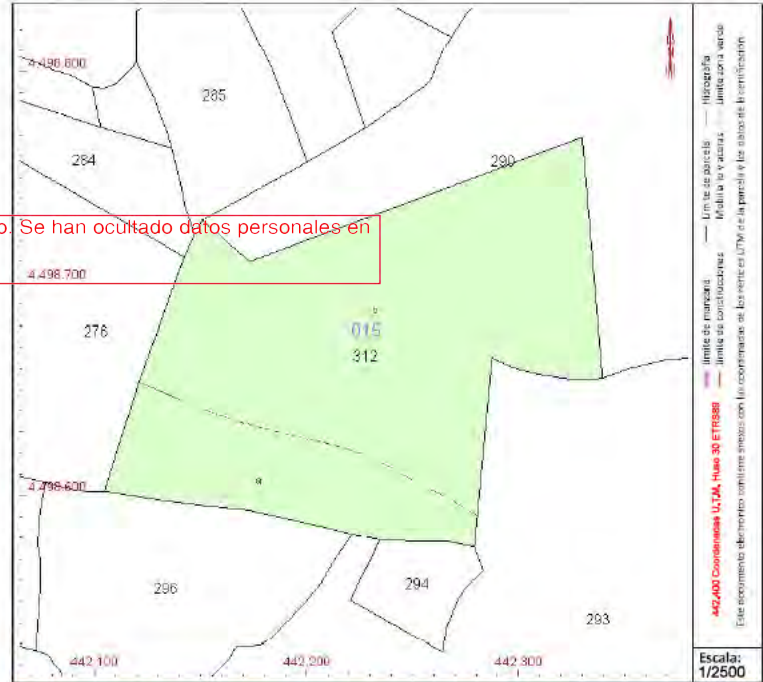 4,498,800
285
284
290
o. Se han ocultado datos personales en
4,498,700
276
b
015
312
4,498,600
a
296
294
293
442,100
442,200
442,300
límite de manzana
Límite de parcela
Hidrografía
límite de construcciones
Mobiliario y aceras
Límite zona verde
442,400 Coordenadas U.T.M. Huso 30 ETRS89
Este documento electrónico contiene anexos con las coordenadas de los vértices UTM de la parcela y los datos de la certificación.
Escala:
1/2500